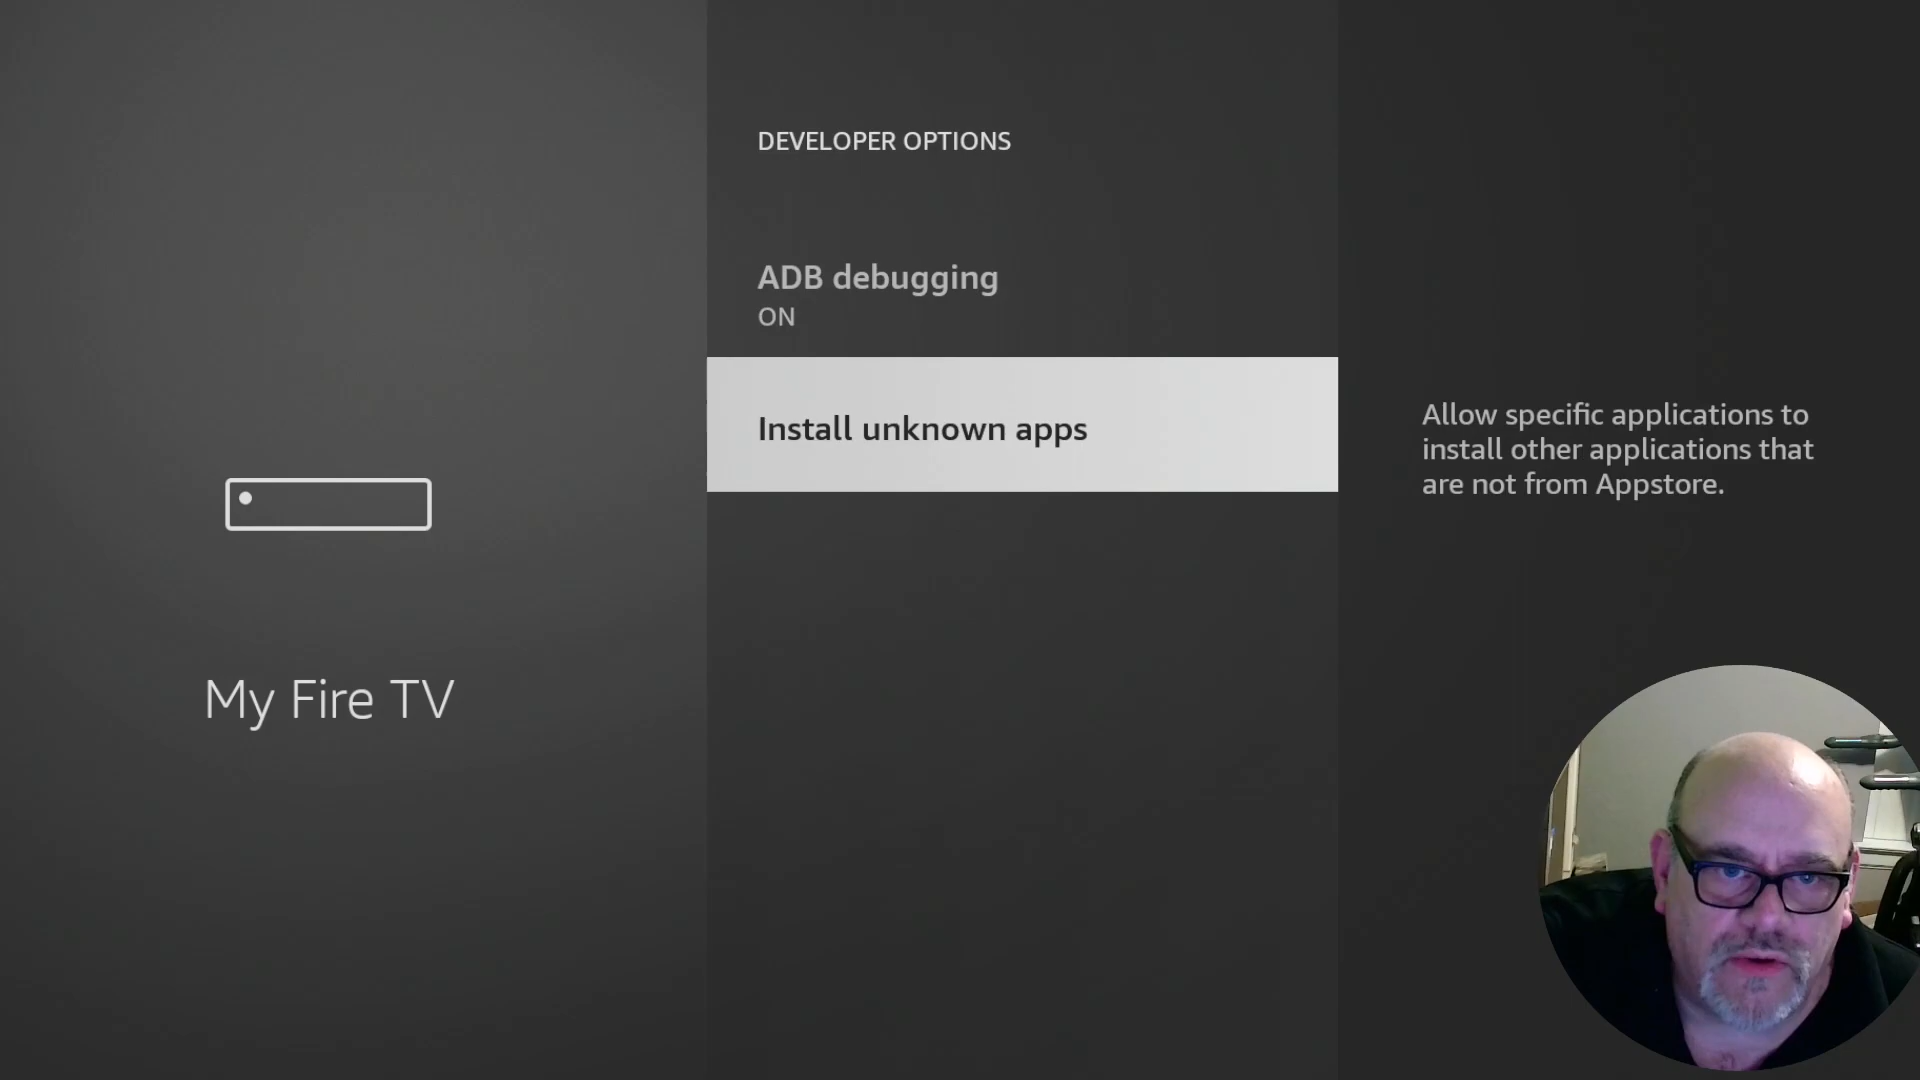 DEVELOPER OPTIONS
ADB debugging
ON
Install unknown apps
Allow specific applications to
install other applications that
are not from Appstore.
My Fire TV